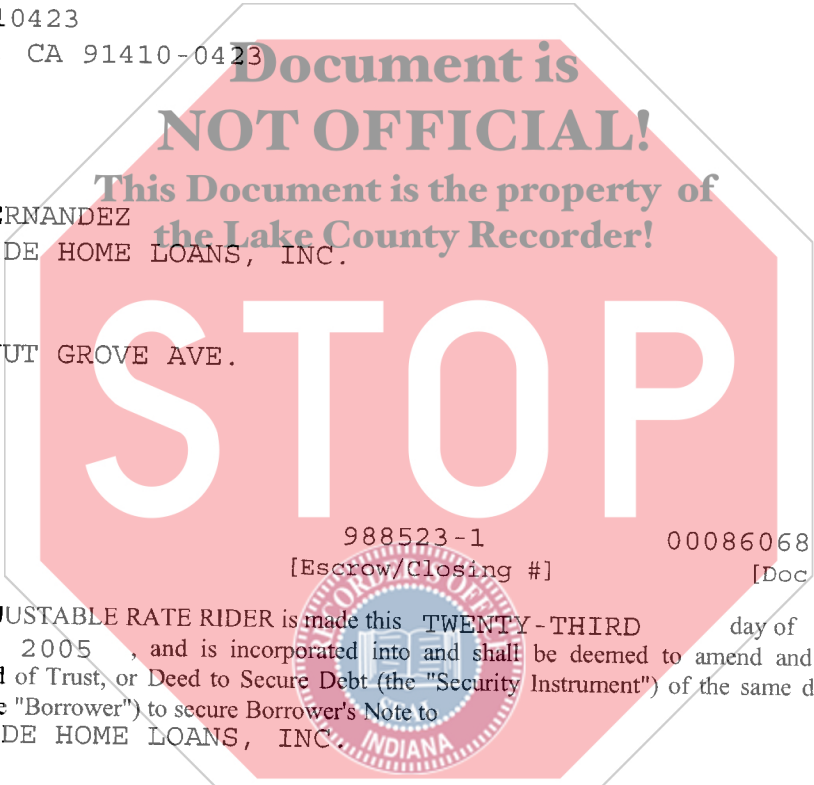 10423
CA 91410-0423
Document is
NOT OFFICIAL!
This Document is the property of
ERNANDEZ
the Lake County Recorder!
DE HOME LOANS, INC.
UT GROVE AVE.
STOP
988523-1 00086068
[Escrow/Closing #] [Doc
JUSTABLE RATE RIDER is made this TWENTY-THIRD day of
2005 , and is incorporated into and shall be deemed to amend and
d of Trust, or Deed to Secure Debt (the "Security Instrument") of the same d
e "Borrower") to secure Borrower's Note to
DE HOME LOANS, INC.
RECORDER'S OFFICE
INDIANA